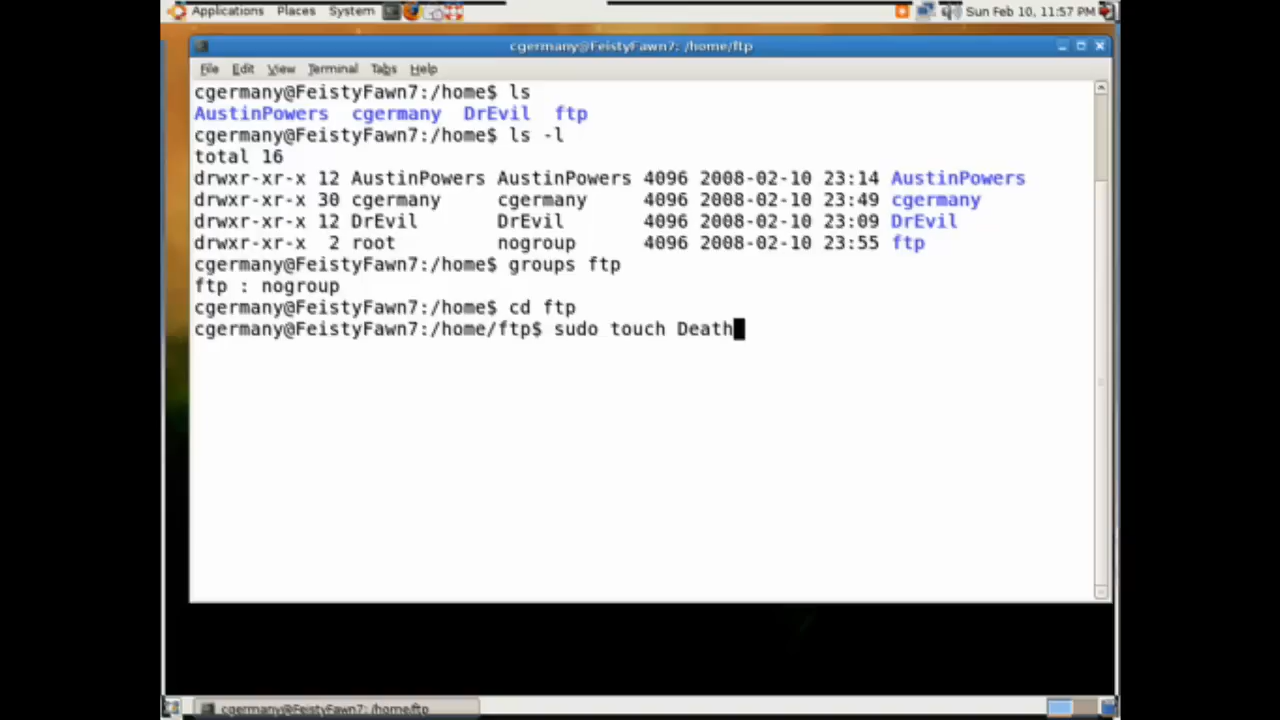 Applications Places System Sun Feb 10, 11:57 PM
cgermany@FeistyFawn7: /home/ftp
File Edit View Terminal Tabs Help
cgermany@FeistyFawn7:/home$ ls
AustinPowers cgermany DrEvil ftp
cgermany@FeistyFawn7:/home$ ls -l
total 16
drwxr-xr-x 12 AustinPowers AustinPowers 4096 2008-02-10 23:14 AustinPowers
drwxr-xr-x 30 cgermany cgermany 4096 2008-02-10 23:49 cgermany
drwxr-xr-x 12 DrEvil DrEvil 4096 2008-02-10 23:09 DrEvil
drwxr-xr-x 2 root nogroup 4096 2008-02-10 23:55 ftp
cgermany@FeistyFawn7:/home$ groups ftp
ftp : nogroup
cgermany@FeistyFawn7:/home$ cd ftp
cgermany@FeistyFawn7:/home/ftp$ sudo touch Death
cgermany@FeistyFawn7: /home/ftp